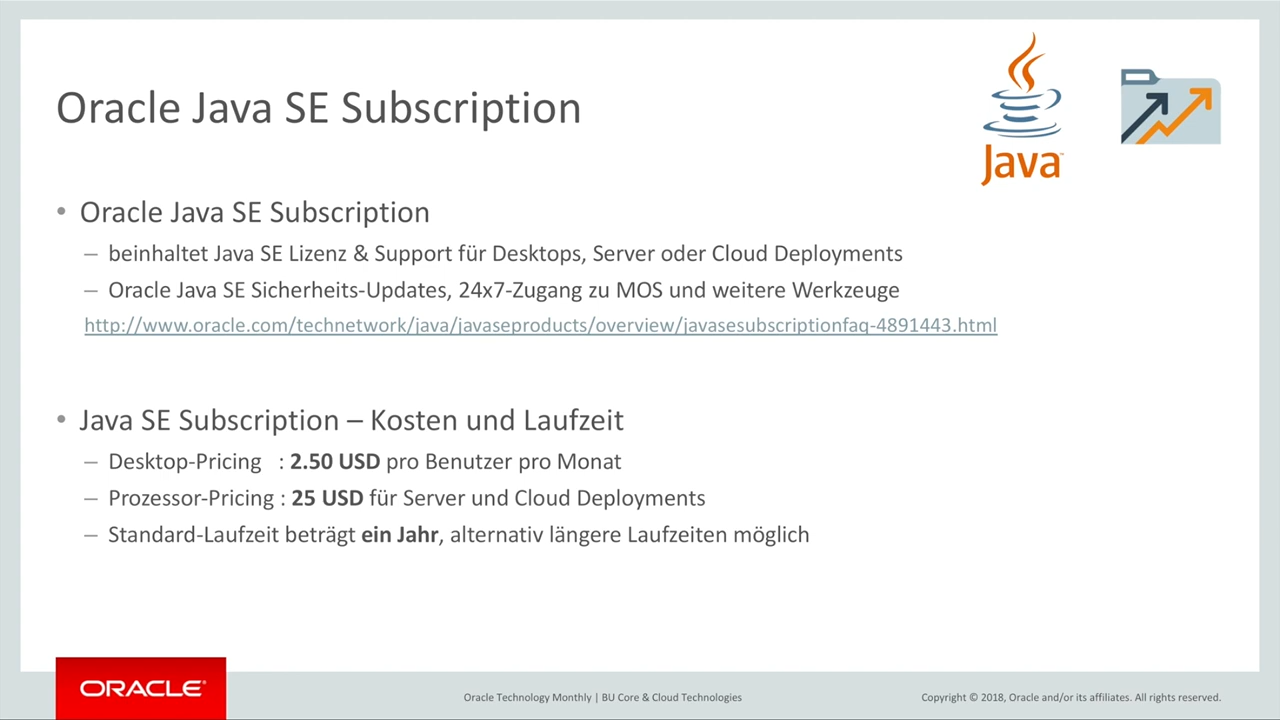 Oracle Java SE Subscription
Java™
• Oracle Java SE Subscription
– beinhaltet Java SE Lizenz & Support für Desktops, Server oder Cloud Deployments
– Oracle Java SE Sicherheits-Updates, 24x7-Zugang zu MOS und weitere Werkzeuge
http://www.oracle.com/technetwork/java/javaseproducts/overview/javasesubscriptionfaq-4891443.html
• Java SE Subscription – Kosten und Laufzeit
– Desktop-Pricing : 2.50 USD pro Benutzer pro Monat
– Prozessor-Pricing : 25 USD für Server und Cloud Deployments
– Standard-Laufzeit beträgt ein Jahr, alternativ längere Laufzeiten möglich
ORACLE®
Oracle Technology Monthly | BU Core & Cloud Technologies
Copyright © 2018, Oracle and/or its affiliates. All rights reserved.